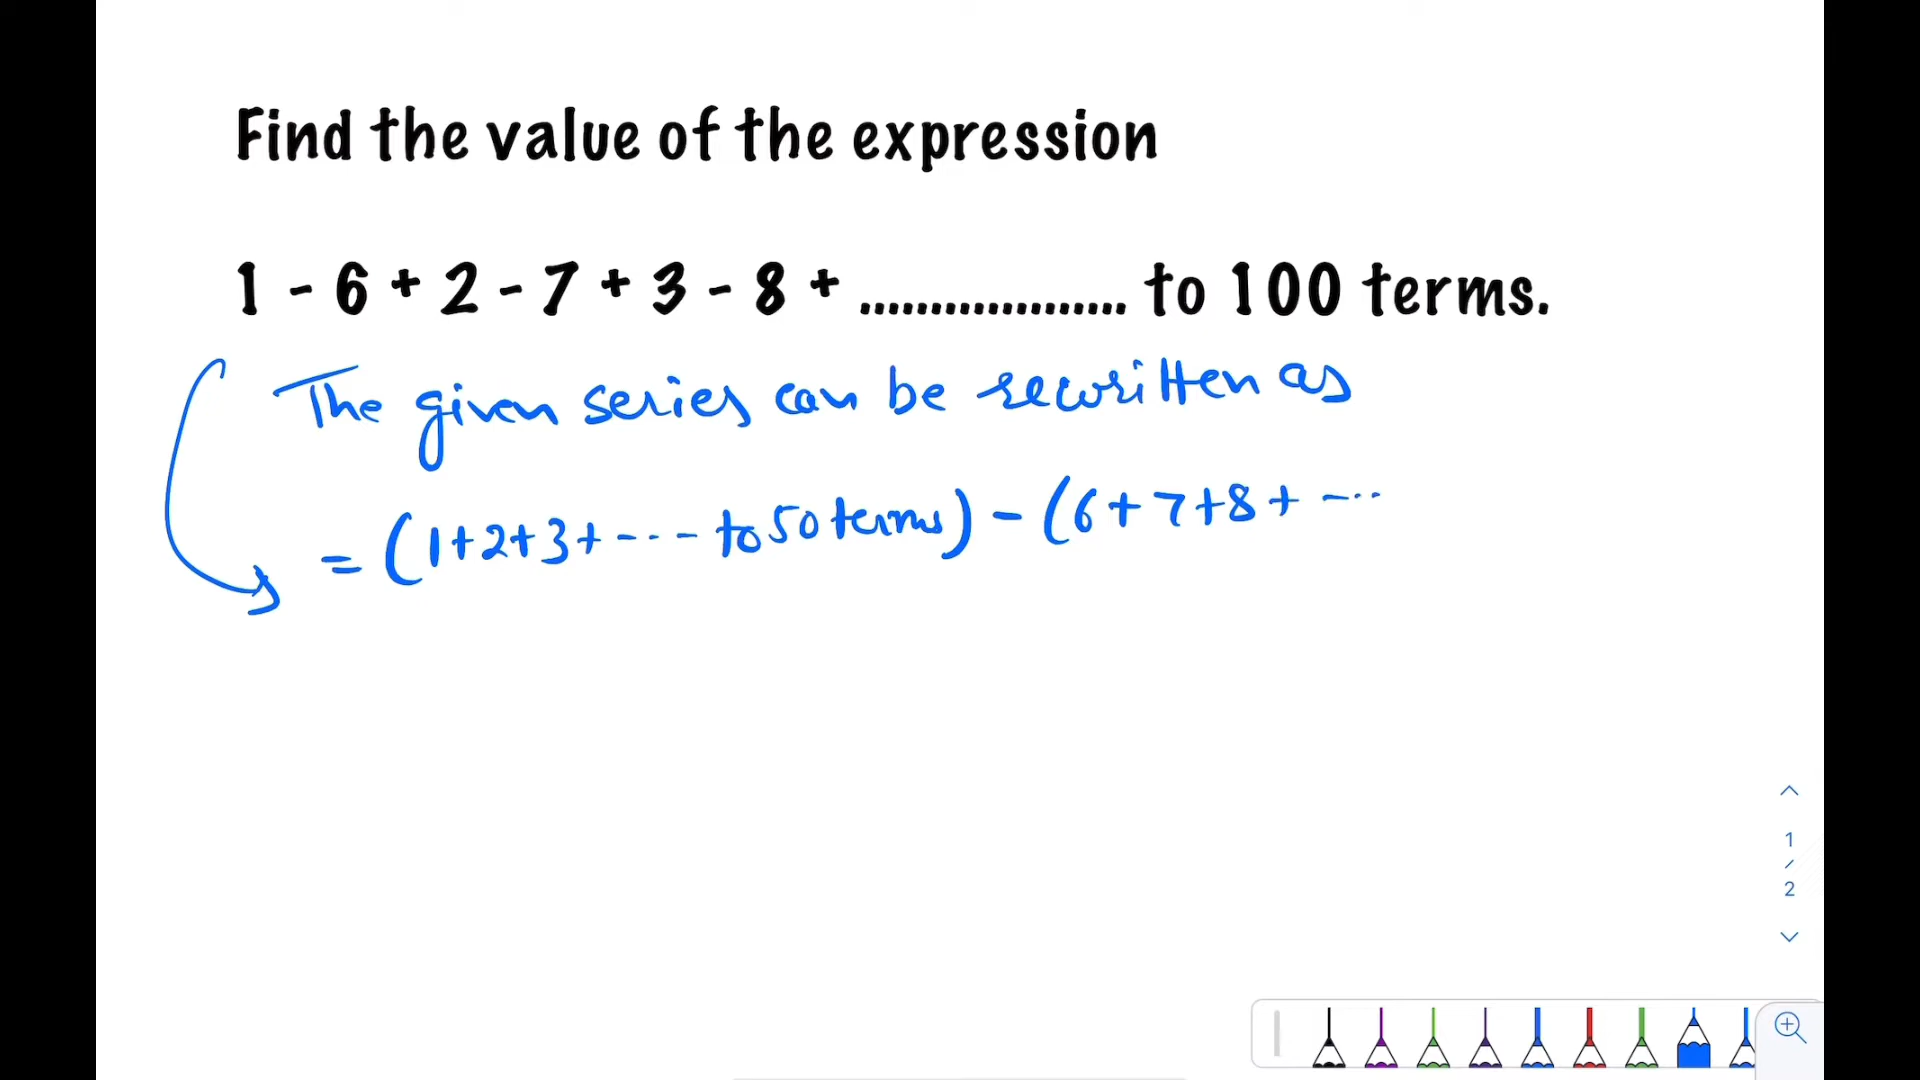 Find the value of the expression
1 - 6 + 2 - 7 + 3 - 8 + ................... to 100 terms.
The given series can be rewritten as
= (1+2+3+---- to 50 terms) - (6+7+8+ ----
1
/
2